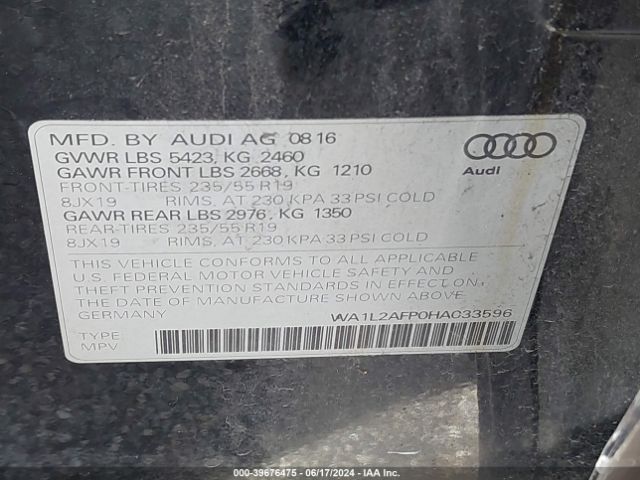 MFD. BY AUDI AG 08 16
GVWR LBS 5423, KG 2460
GAWR FRONT LBS 2668, KG 1210
FRONT-TIRES 235/55 R19
8JX19 RIMS, AT 230 KPA 33 PSI COLD
GAWR REAR LBS 2976, KG 1350
REAR-TIRES 235/55 R19
8JX19 RIMS, AT 230 KPA 33 PSI COLD
Audi
THIS VEHICLE CONFORMS TO ALL APPLICABLE
U.S. FEDERAL MOTOR VEHICLE SAFETY AND
THEFT PREVENTION STANDARDS IN EFFECT ON
THE DATE OF MANUFACTURE SHOWN ABOVE.
GERMANY
WA1L2AFP0HA033596
TYPE:
MPV
000-39676475 - 06/17/2024 - IAA Inc.